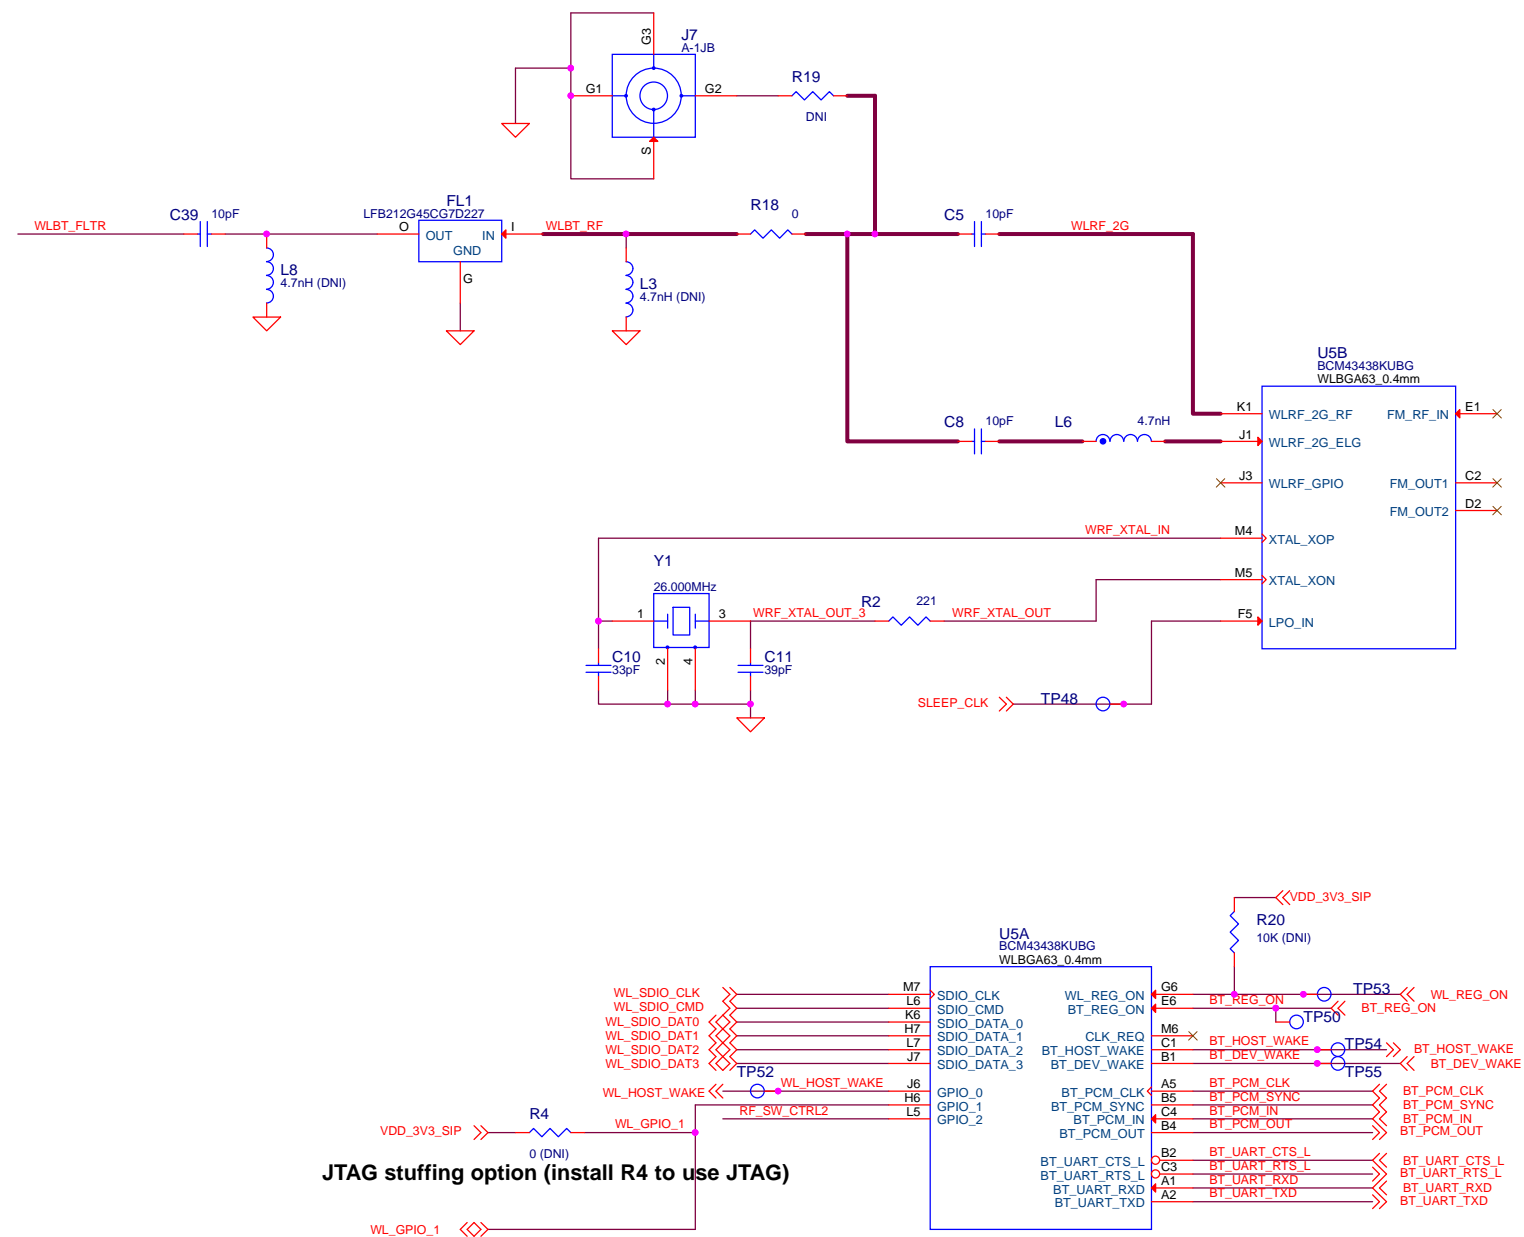 J7
A-1JB
G3
G1
G2
S
R19
DNI
WLBT_FLTR
C39
10pF
L8
4.7nH (DNI)
FL1
LFB212G45CG7D227
O
OUT
IN
I
GND
G
WLBT_RF
L3
4.7nH (DNI)
R18
0
C5
10pF
WLRF_2G
C8
10pF
L6
4.7nH
U5B
BCM43438KUBG
WLBGA63_0.4mm
K1
WLRF_2G_RF
FM_RF_IN
E1
J1
WLRF_2G_ELG
J3
WLRF_GPIO
FM_OUT1
C2
FM_OUT2
D2
WRF_XTAL_IN
M4
XTAL_XOP
M5
XTAL_XON
F5
LPO_IN
Y1
26.000MHz
1
3
2
4
WRF_XTAL_OUT_3
R2
221
WRF_XTAL_OUT
C10
33pF
C11
39pF
SLEEP_CLK
TP48
VDD_3V3_SIP
R20
10K (DNI)
U5A
BCM43438KUBG
WLBGA63_0.4mm
WL_SDIO_CLK
M7
SDIO_CLK
WL_SDIO_CMD
L6
SDIO_CMD
WL_SDIO_DAT0
K6
SDIO_DATA_0
WL_SDIO_DAT1
H7
SDIO_DATA_1
WL_SDIO_DAT2
L7
SDIO_DATA_2
WL_SDIO_DAT3
J7
SDIO_DATA_3
TP52
WL_HOST_WAKE
WL_HOST_WAKE
J6
GPIO_0
H6
GPIO_1
RF_SW_CTRL2
L5
GPIO_2
WL_REG_ON
G6
TP53
WL_REG_ON
BT_REG_ON
E6
BT_REG_ON
BT_REG_ON
TP50
CLK_REQ
M6
BT_HOST_WAKE
C1
BT_HOST_WAKE
TP54
BT_HOST_WAKE
BT_DEV_WAKE
B1
BT_DEV_WAKE
TP55
BT_DEV_WAKE
BT_PCM_CLK
A5
BT_PCM_CLK
BT_PCM_CLK
BT_PCM_SYNC
B5
BT_PCM_SYNC
BT_PCM_SYNC
BT_PCM_IN
C4
BT_PCM_IN
BT_PCM_IN
BT_PCM_OUT
B4
BT_PCM_OUT
BT_PCM_OUT
BT_UART_CTS_L
B2
BT_UART_CTS_L
BT_UART_CTS_L
BT_UART_RTS_L
C3
BT_UART_RTS_L
BT_UART_RTS_L
BT_UART_RXD
A1
BT_UART_RXD
BT_UART_RXD
BT_UART_TXD
A2
BT_UART_TXD
BT_UART_TXD
VDD_3V3_SIP
R4
0 (DNI)
WL_GPIO_1
JTAG stuffing option (install R4 to use JTAG)
WL_GPIO_1